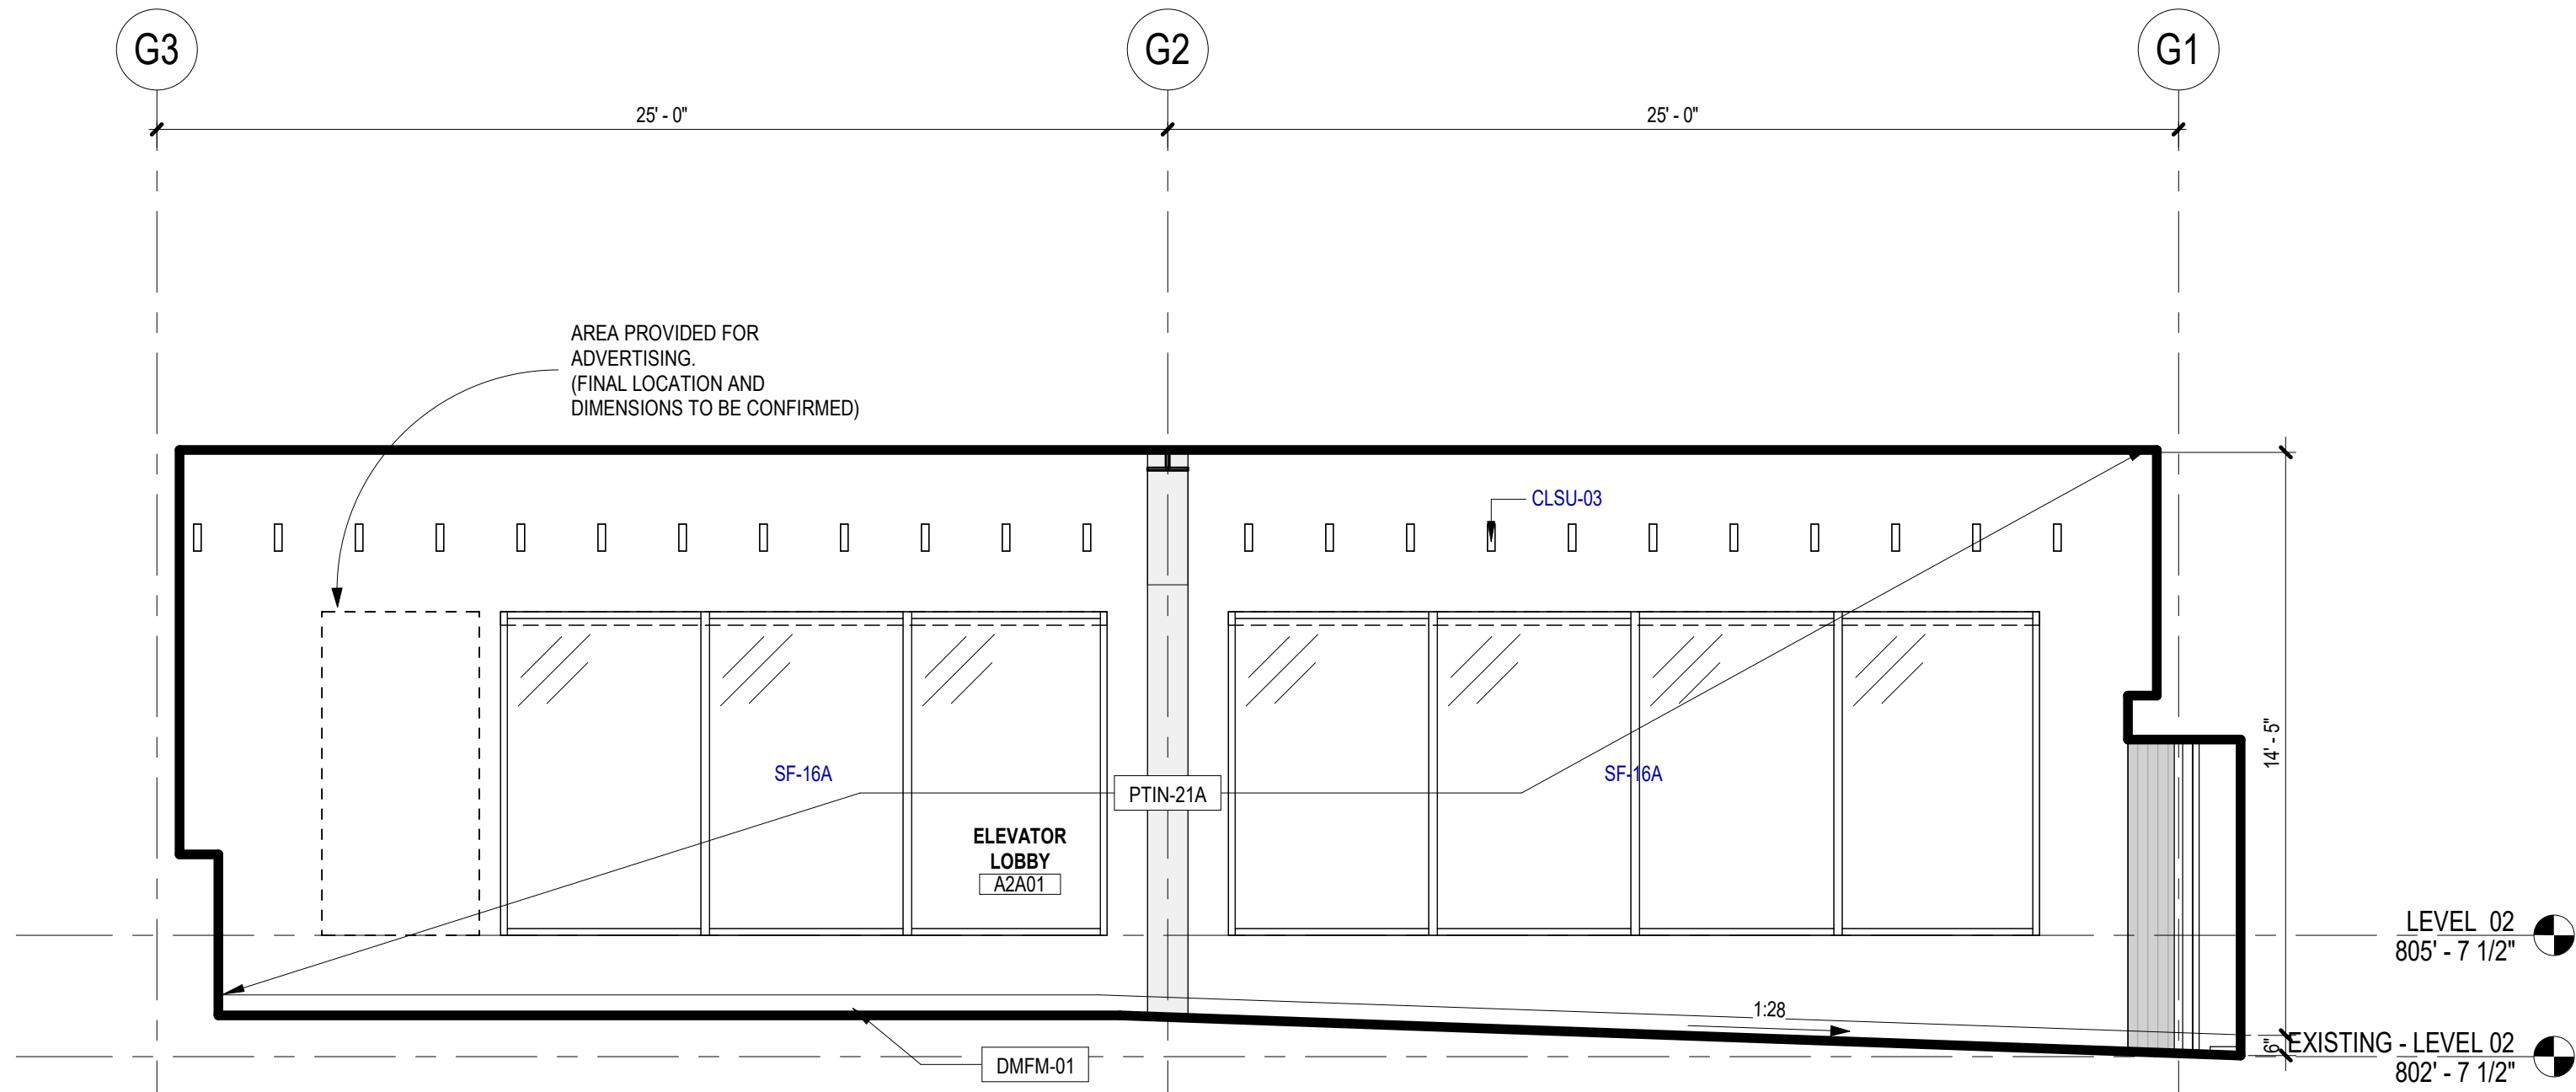 G3
G2
G1
25' - 0"
25' - 0"
AREA PROVIDED FOR
ADVERTISING.
(FINAL LOCATION AND
DIMENSIONS TO BE CONFIRMED)
CLSU-03
14' - 5"
SF-16A
SF-16A
PTIN-21A
ELEVATOR
LOBBY
A2A01
LEVEL 02
805' - 7 1/2"
1:28
6"
EXISTING - LEVEL 02
802' - 7 1/2"
DMFM-01